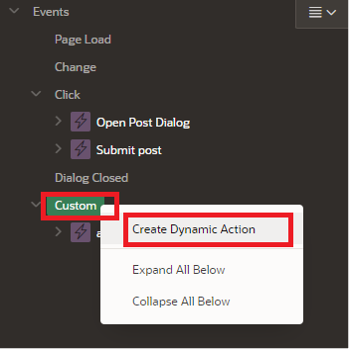 Events
Page Load
Change
Click
Open Post Dialog
Submit post
Dialog Closed
Custom
Create Dynamic Action
a
Expand All Below
Collapse All Below